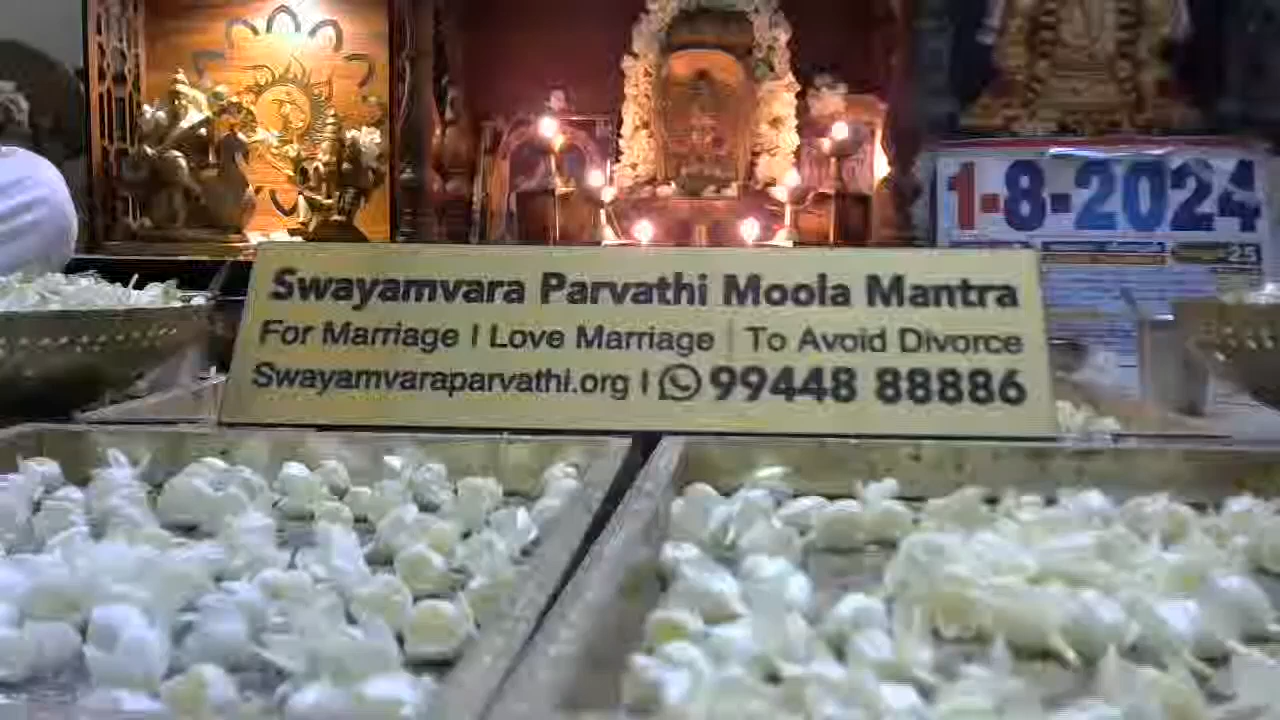 1-8-2024
25
Swayamvara Parvathi Moola Mantra
For Marriage | Love Marriage | To Avoid Divorce
Swayamvaraparvathi.org | 99448 88886